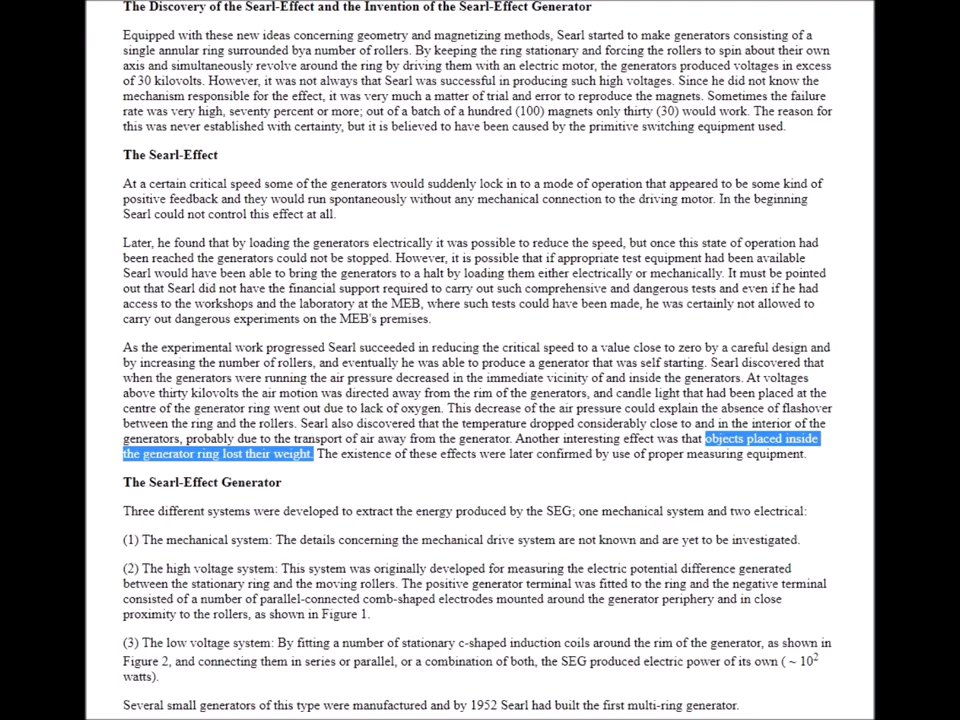 The Discovery of the Searl-Effect and the Invention of the Searl-Effect Generator
Equipped with these new ideas concerning geometry and magnetizing methods, Searl started to make generators consisting of a
single annular ring surrounded bya number of rollers. By keeping the ring stationary and forcing the rollers to spin about their own
axis and simultaneously revolve around the ring by driving them with an electric motor, the generators produced voltages in excess
of 30 kilovolts. However, it was not always that Searl was successful in producing such high voltages. Since he did not know the
mechanism responsible for the effect, it was very much a matter of trial and error to reproduce the magnets. Sometimes the failure
rate was very high, seventy percent or more; out of a batch of a hundred (100) magnets only thirty (30) would work. The reason for
this was never established with certainty, but it is believed to have been caused by the primitive switching equipment used.
The Searl-Effect
At a certain critical speed some of the generators would suddenly lock in to a mode of operation that appeared to be some kind of
positive feedback and they would run spontaneously without any mechanical connection to the driving motor. In the beginning
Searl could not control this effect at all.
Later, he found that by loading the generators electrically it was possible to reduce the speed, but once this state of operation had
been reached the generators could not be stopped. However, it is possible that if appropriate test equipment had been available
Searl would have been able to bring the generators to a halt by loading them either electrically or mechanically. It must be pointed
out that Searl did not have the financial support required to carry out such comprehensive and dangerous tests and even if he had
access to the workshops and the laboratory at the MEB, where such tests could have been made, he was certainly not allowed to
carry out dangerous experiments on the MEB's premises.
As the experimental work progressed Searl succeeded in reducing the critical speed to a value close to zero by a careful design and
by increasing the number of rollers, and eventually he was able to produce a generator that was self starting. Searl discovered that
when the generators were running the air pressure decreased in the immediate vicinity of and inside the generators. At voltages
above thirty kilovolts the air motion was directed away from the rim of the generators, and candle light that had been placed at the
centre of the generator ring went out due to lack of oxygen. This decrease of the air pressure could explain the absence of flashover
between the ring and the rollers. Searl also discovered that the temperature dropped considerably close to and in the interior of the
generators, probably due to the transport of air away from the generator. Another interesting effect was that objects placed inside
the generator ring lost their weight. The existence of these effects were later confirmed by use of proper measuring equipment.
The Searl-Effect Generator
Three different systems were developed to extract the energy produced by the SEG; one mechanical system and two electrical:
(1) The mechanical system: The details concerning the mechanical drive system are not known and are yet to be investigated.
(2) The high voltage system: This system was originally developed for measuring the electric potential difference generated
between the stationary ring and the moving rollers. The positive generator terminal was fitted to the ring and the negative terminal
consisted of a number of parallel-connected comb-shaped electrodes mounted around the generator periphery and in close
proximity to the rollers, as shown in Figure 1.
(3) The low voltage system: By fitting a number of stationary c-shaped induction coils around the rim of the generator, as shown in
Figure 2, and connecting them in series or parallel, or a combination of both, the SEG produced electric power of its own ( ~ 10²
watts).
Several small generators of this type were manufactured and by 1952 Searl had built the first multi-ring generator.